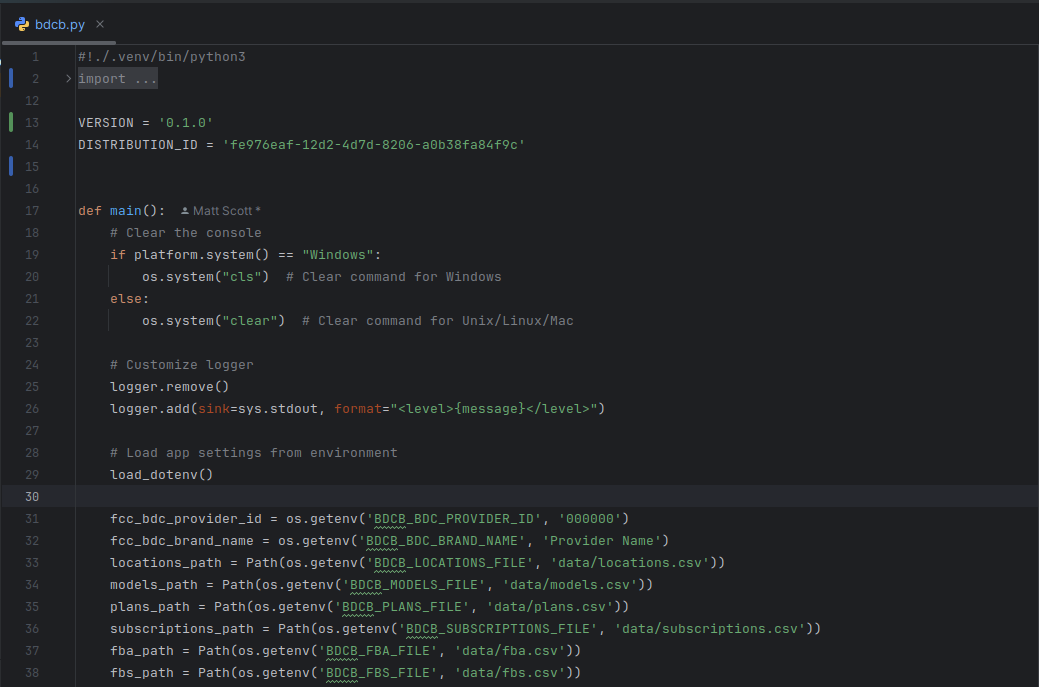 bdcb.py ×
1 #!./.venv/bin/python3
2 > import ...
12
13 VERSION = '0.1.0'
14 DISTRIBUTION_ID = 'fe976eaf-12d2-4d7d-8206-a0b38fa84f9c'
15
16
17 def main(): Matt Scott *
18     # Clear the console
19     if platform.system() == "Windows":
20         os.system("cls")  # Clear command for Windows
21     else:
22         os.system("clear")  # Clear command for Unix/Linux/Mac
23
24     # Customize logger
25     logger.remove()
26     logger.add(sink=sys.stdout, format="<level>{message}</level>")
27
28     # Load app settings from environment
29     load_dotenv()
30
31     fcc_bdc_provider_id = os.getenv('BDCB_BDC_PROVIDER_ID', '000000')
32     fcc_bdc_brand_name = os.getenv('BDCB_BDC_BRAND_NAME', 'Provider Name')
33     locations_path = Path(os.getenv('BDCB_LOCATIONS_FILE', 'data/locations.csv'))
34     models_path = Path(os.getenv('BDCB_MODELS_FILE', 'data/models.csv'))
35     plans_path = Path(os.getenv('BDCB_PLANS_FILE', 'data/plans.csv'))
36     subscriptions_path = Path(os.getenv('BDCB_SUBSCRIPTIONS_FILE', 'data/subscriptions.csv'))
37     fba_path = Path(os.getenv('BDCB_FBA_FILE', 'data/fba.csv'))
38     fbs_path = Path(os.getenv('BDCB_FBS_FILE', 'data/fbs.csv'))